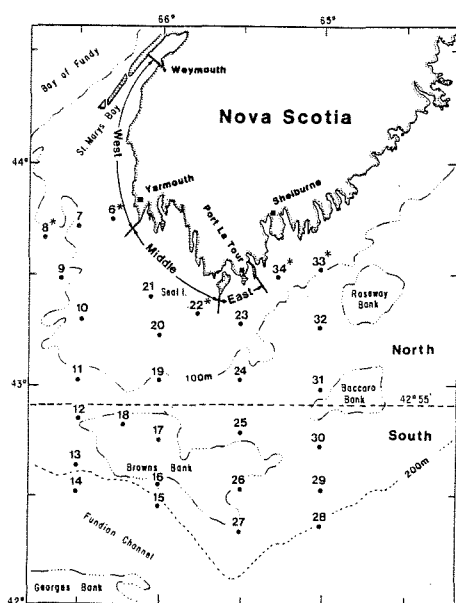 66°
65°
Bay of Fundy
Weymouth
St. Marys Bay
West
Nova Scotia
44°
Yarmouth
Shelburne
Port La Tour
6*
7
8*
Middle
9
21
Seal I.
22*
East
34*
33*
Roseway Bank
10
20
23
32
North
100m
11
19
24
31
43°
Baccaro Bank
42°55'
12
18
17
25
30
South
13
Browns Bank
16
26
29
200m
14
15
27
28
Fundian Channel
Georges Bank
42°